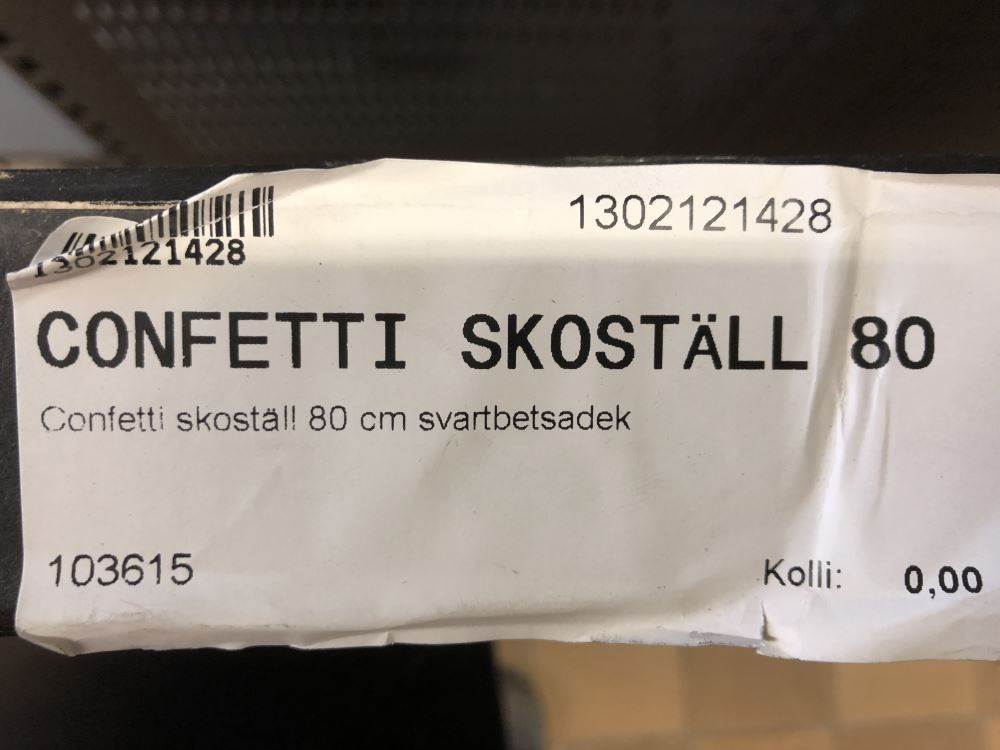 1302121428
1302121428
CONFETTI SKOSTÄLL 80
Confetti skoställ 80 cm svartbetsadek
103615
Kolli: 0,00